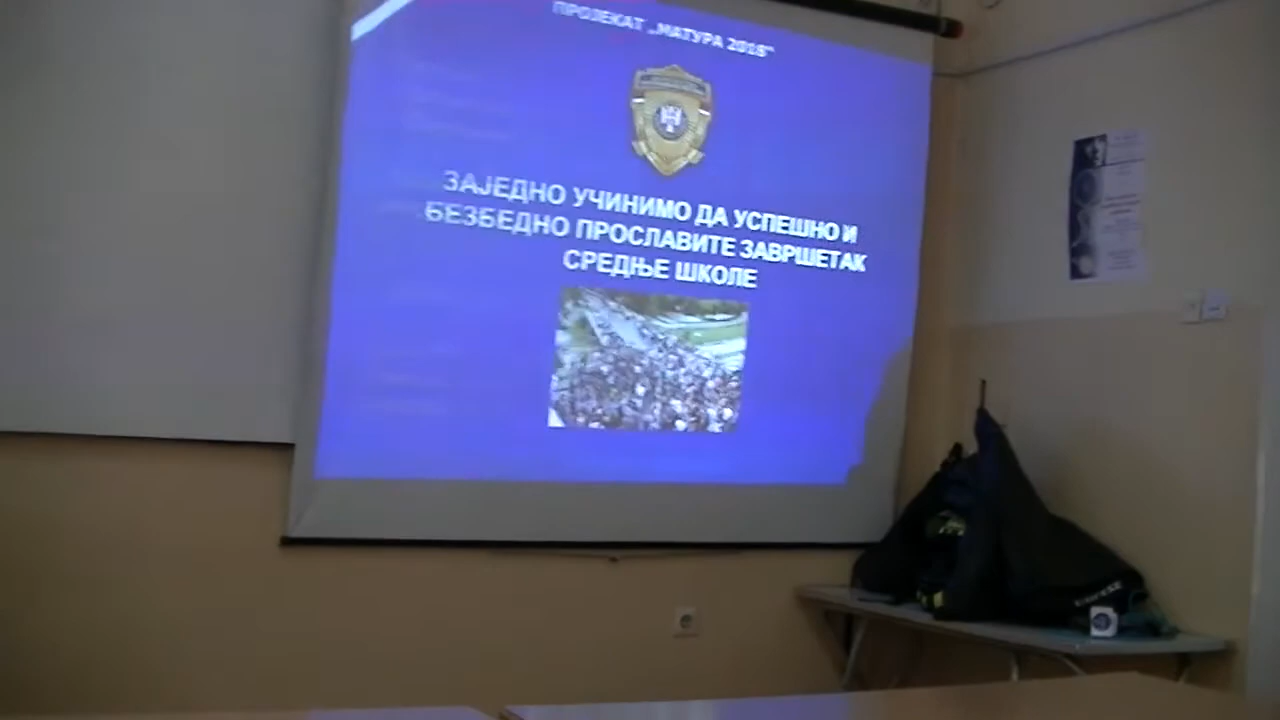 ПРОЈЕКАТ „МАТУРА 2018“
ЗАЈЕДНО УЧИНИМО ДА УСПЕШНО И
БЕЗБЕДНО ПРОСЛАВИТЕ ЗАВРШЕТАК
СРЕДЊЕ ШКОЛЕ